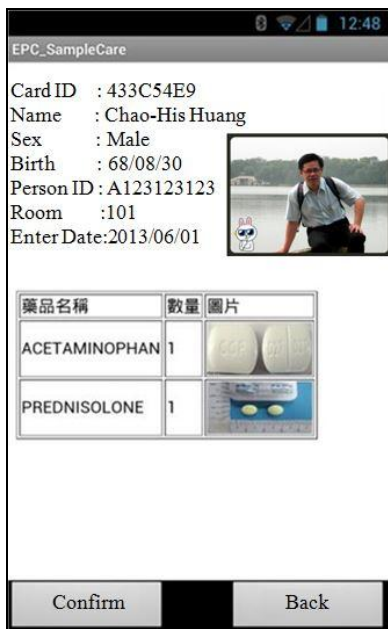 12:48
EPC_SampleCare
Card ID : 433C54E9
Name : Chao-His Huang
Sex : Male
Birth : 68/08/30
Person ID : A123123123
Room :101
Enter Date:2013/06/01
藥品名稱 數量 圖片
ACETAMINOPHAN 1
PREDNISOLONE 1
Confirm Back